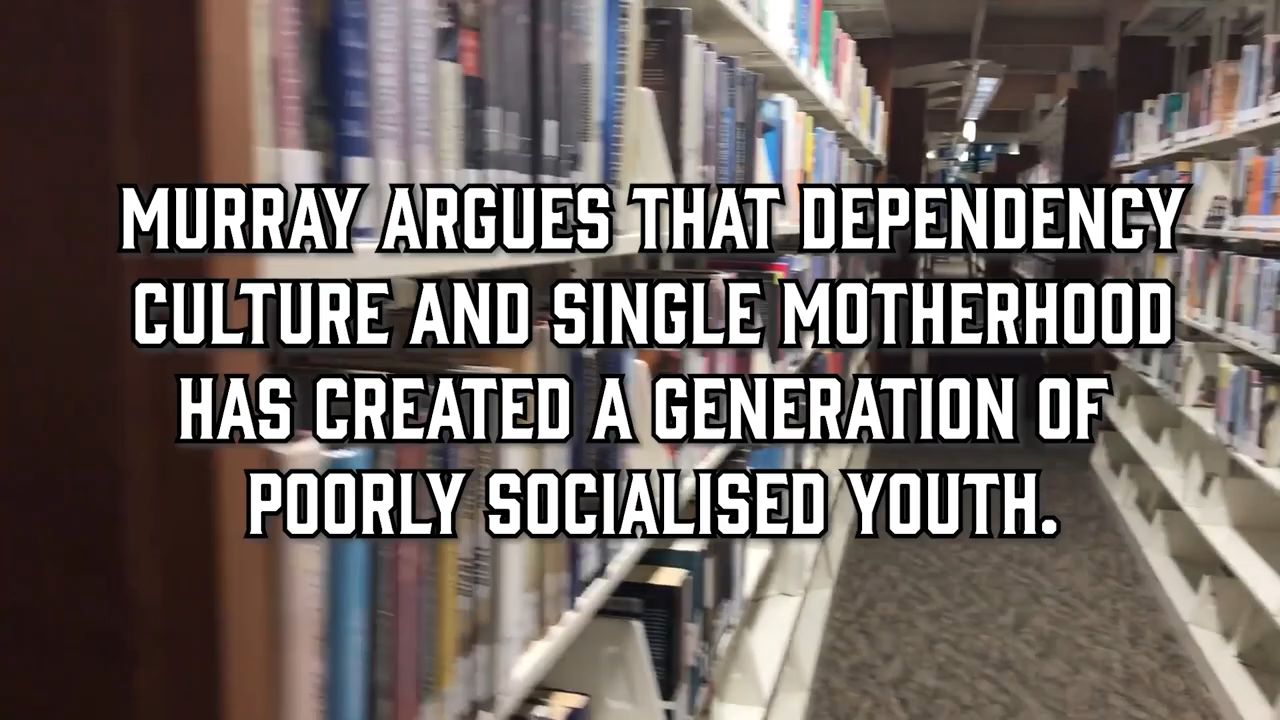 MURRAY ARGUES THAT DEPENDENCY
CULTURE AND SINGLE MOTHERHOOD
HAS CREATED A GENERATION OF
POORLY SOCIALISED YOUTH.